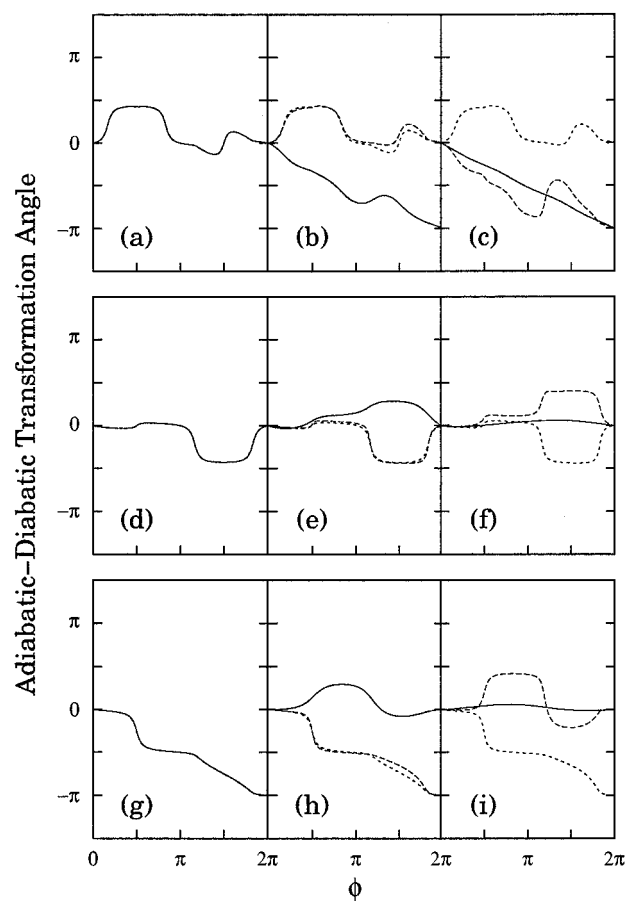 Adiabatic–Diabatic Transformation Angle
π
0
−π
(a)
(b)
(c)
π
0
−π
(d)
(e)
(f)
π
0
−π
(g)
(h)
(i)
0
π
2π
π
2π
π
2π
ϕ